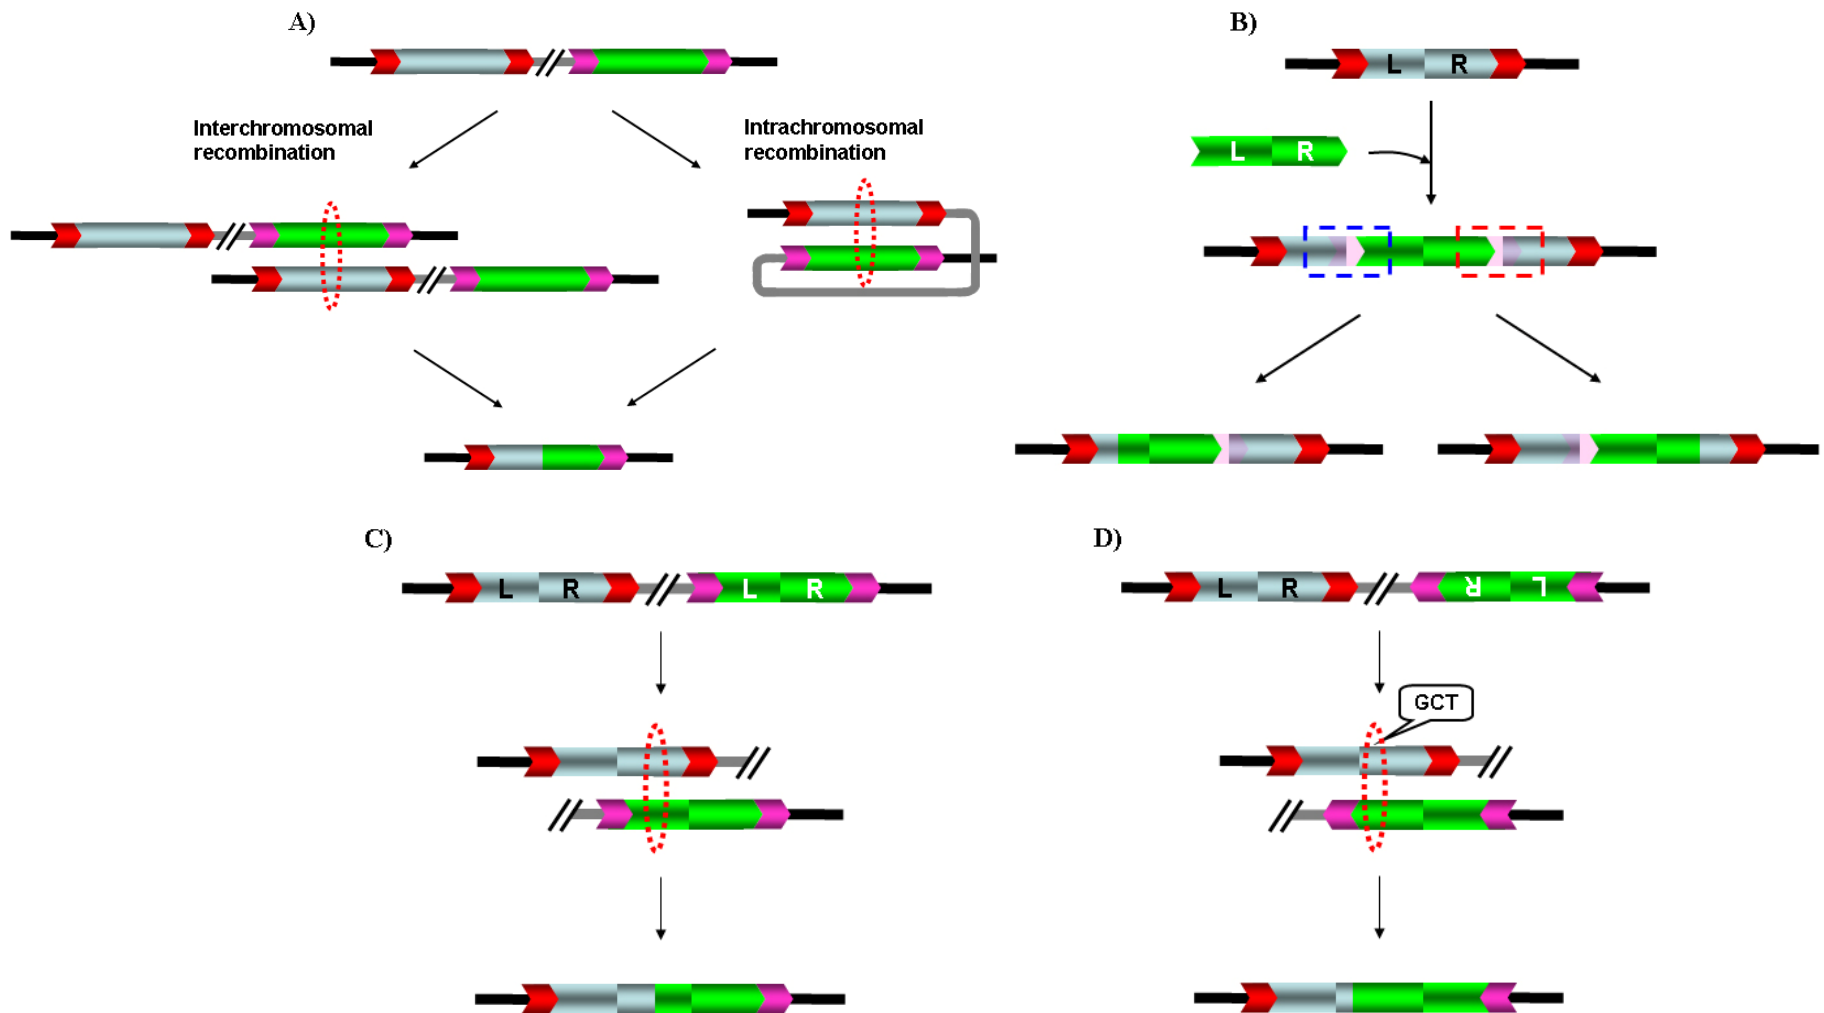 A)
Interchromosomal
recombination
Intrachromosomal
recombination
B)
L R
L R
C)
L R L R
D)
L R R L
GCT